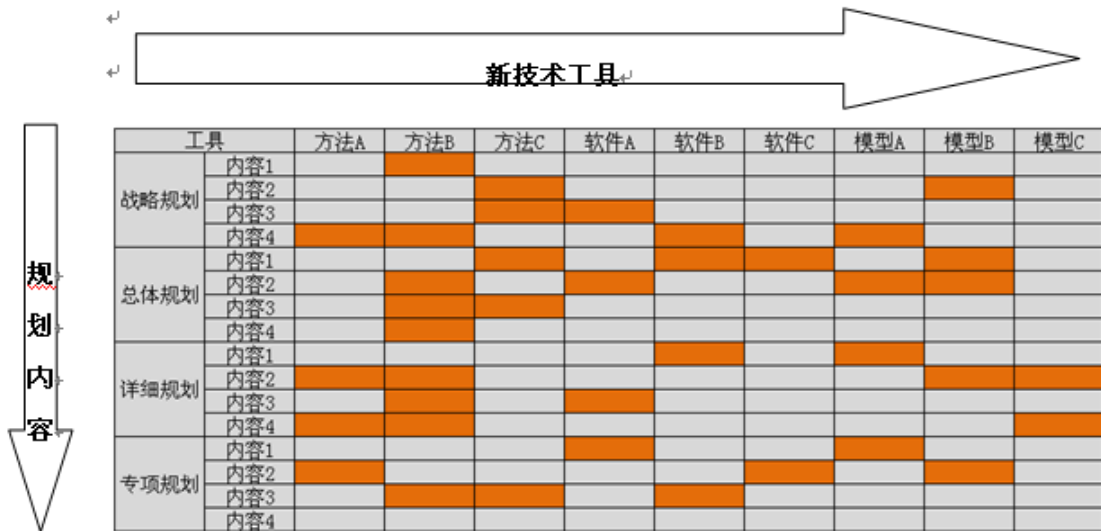 新技术工具
规划内容
工具 方法A 方法B 方法C 软件A 软件B 软件C 模型A 模型B 模型C
战略规划
内容1
内容2
内容3
内容4
总体规划
内容1
内容2
内容3
内容4
详细规划
内容1
内容2
内容3
内容4
专项规划
内容1
内容2
内容3
内容4